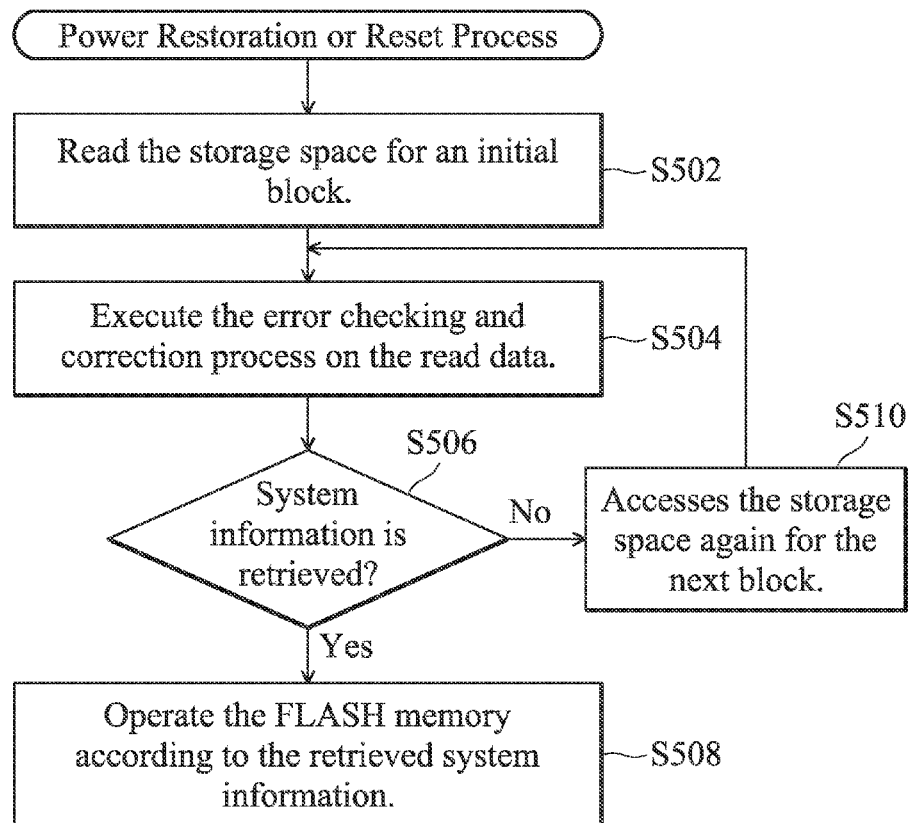 Power Restoration or Reset Process
Read the storage space for an initial
block.
S502
Execute the error checking and
correction process on the read data.
S504
S506
System
information is
retrieved?
No
S510
Accesses the storage
space again for the
next block.
Yes
Operate the FLASH memory
according to the retrieved system
information.
S508